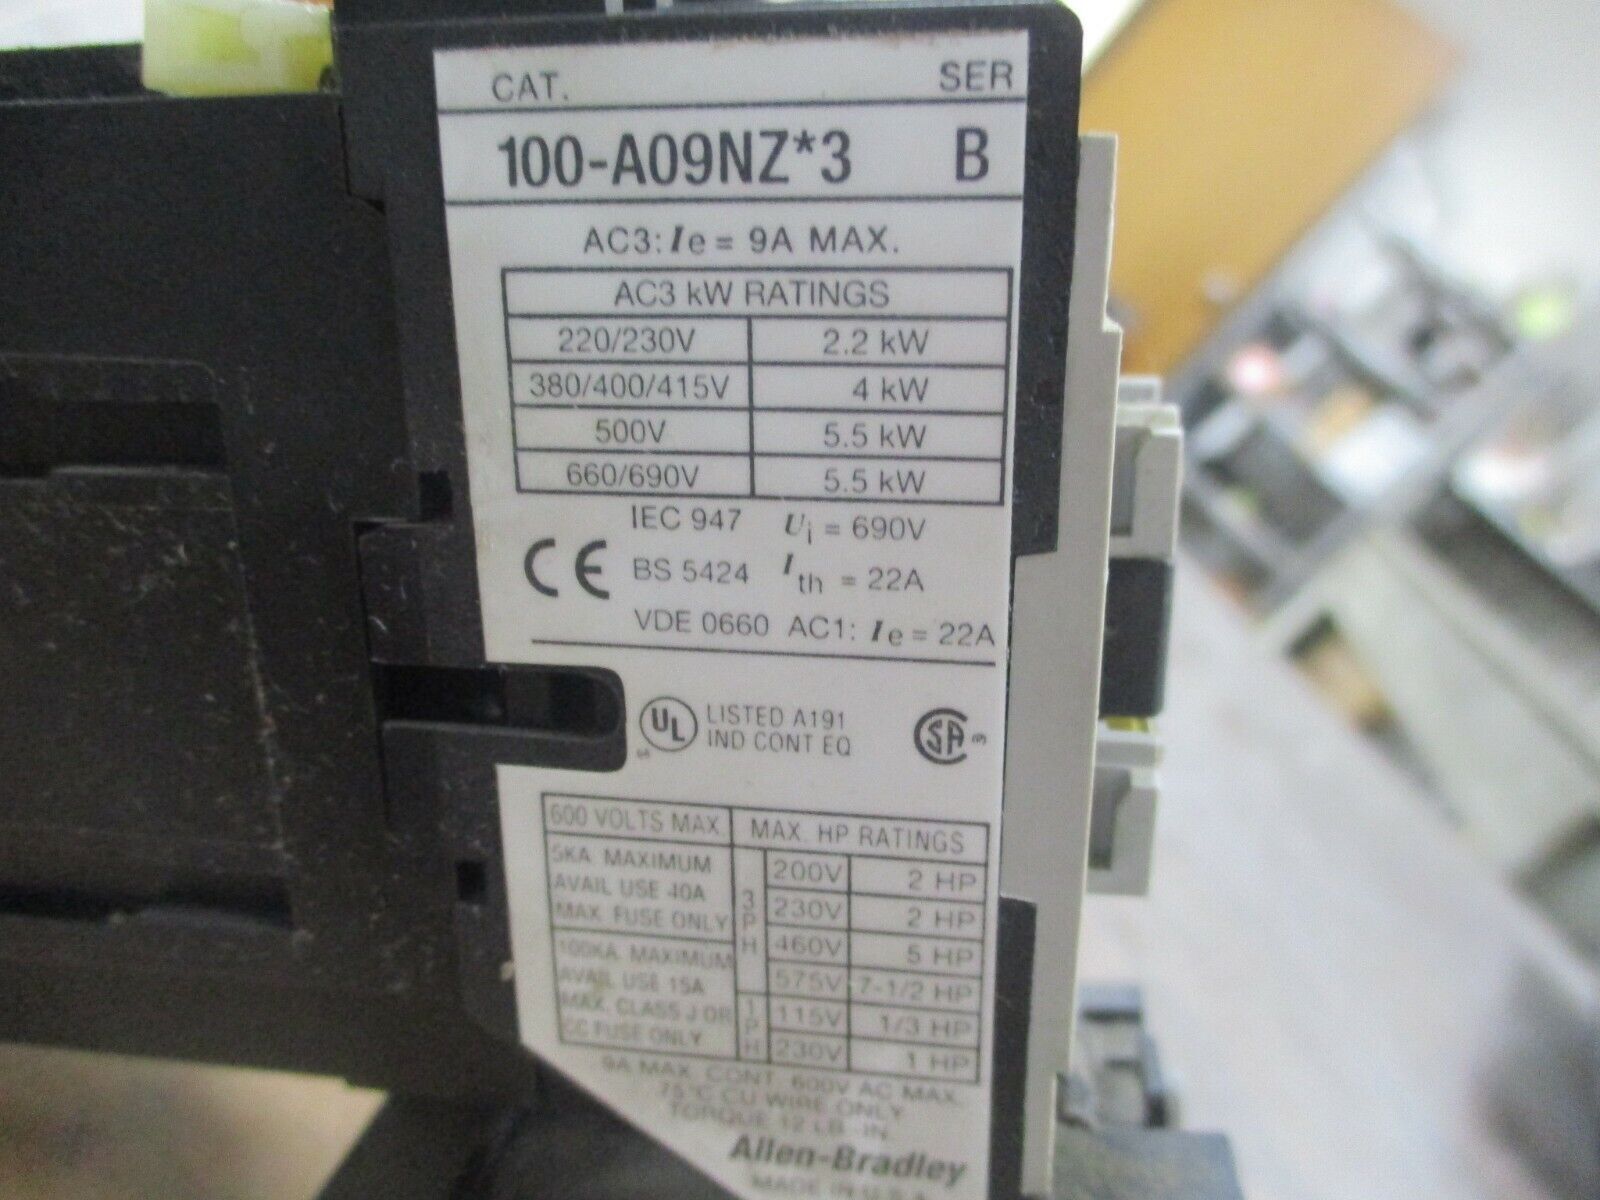 CAT. SER
100-A09NZ*3 B
AC3: Ie = 9A MAX.
AC3 kW RATINGS
220/230V 2.2 kW
380/400/415V 4 kW
500V 5.5 kW
660/690V 5.5 kW
IEC 947 Ui = 690V
CE BS 5424 Ith = 22A
VDE 0660 AC1: Ie = 22A
UL LISTED A191
IND CONT EQ
SA
600 VOLTS MAX.
5KA. MAXIMUM
AVAIL USE 40A
MAX. FUSE ONLY
100KA. MAXIMUM
AVAIL USE 15A
MAX. CLASS J OR
CC FUSE ONLY
MAX. HP RATINGS
3PH
200V 2 HP
230V 2 HP
460V 5 HP
575V 7-1/2 HP
1PH
115V 1/3 HP
230V 1 HP
9A MAX. CONT. 600V AC MAX.
75°C CU WIRE ONLY
TORQUE 12 LB-IN.
Allen-Bradley
MADE IN U.S.A.